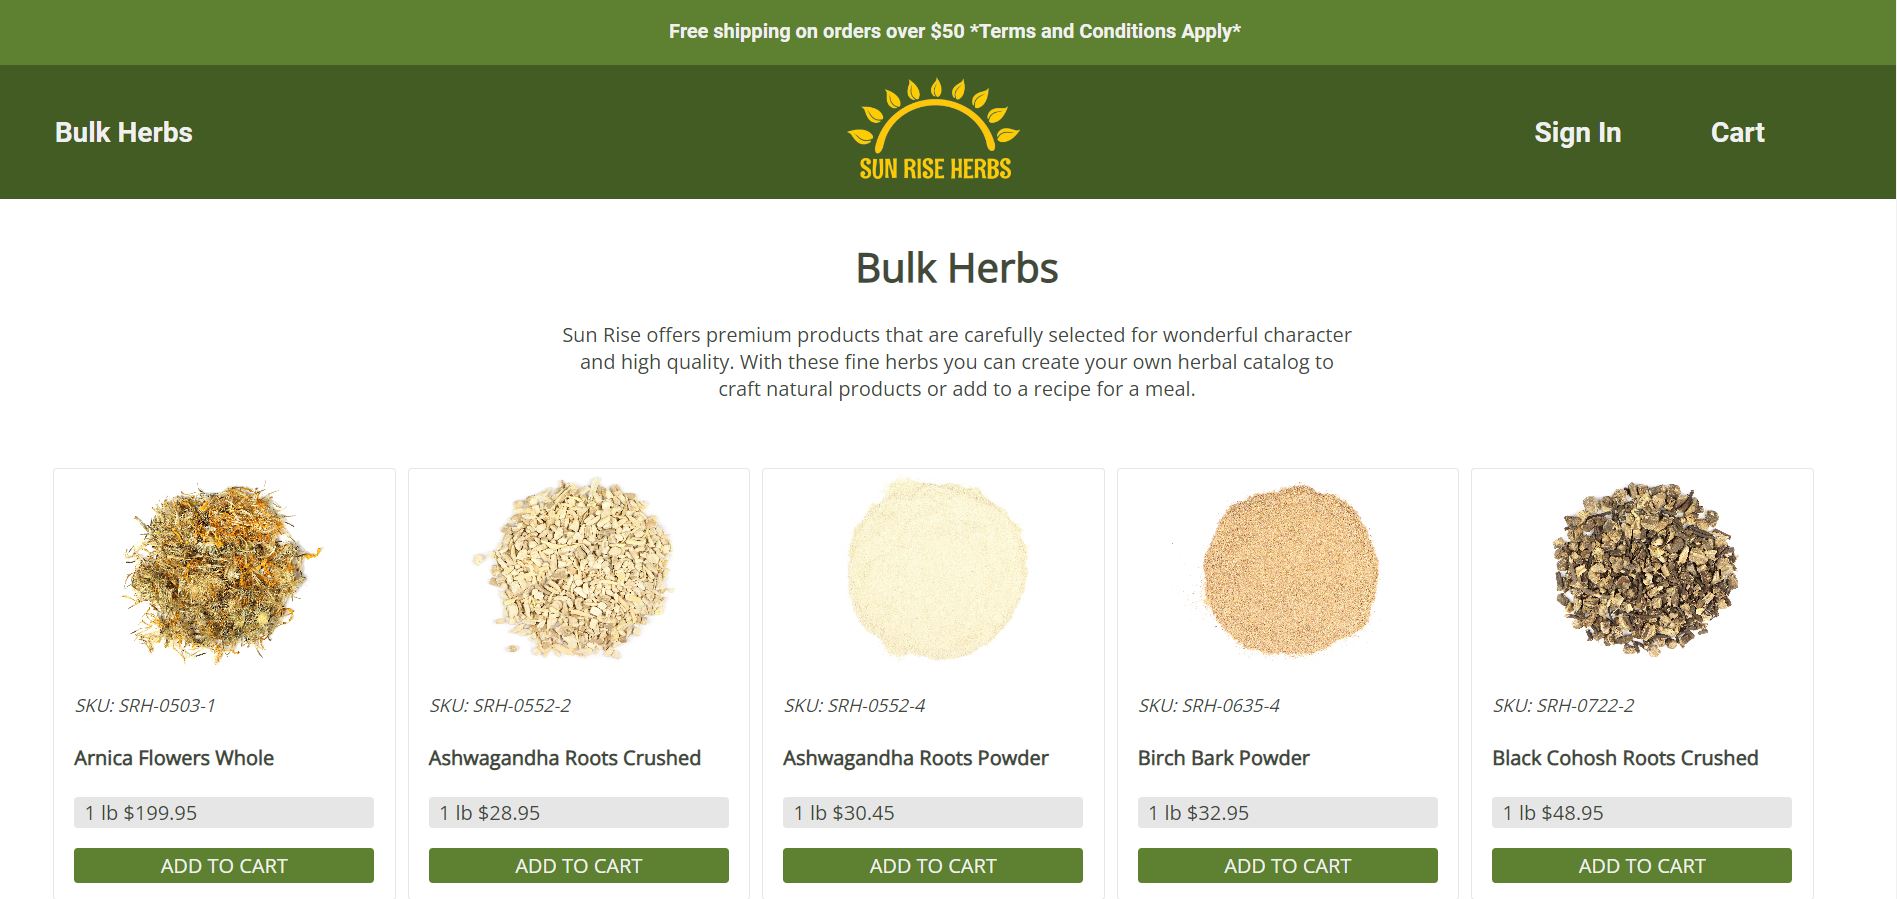 Free shipping on orders over $50 *Terms and Conditions Apply*
Bulk Herbs
SUN RISE HERBS
Sign In
Cart
Bulk Herbs
Sun Rise offers premium products that are carefully selected for wonderful character
and high quality. With these fine herbs you can create your own herbal catalog to
craft natural products or add to a recipe for a meal.
SKU: SRH-0503-1
Arnica Flowers Whole
1 lb $199.95
ADD TO CART
SKU: SRH-0552-2
Ashwagandha Roots Crushed
1 lb $28.95
ADD TO CART
SKU: SRH-0552-4
Ashwagandha Roots Powder
1 lb $30.45
ADD TO CART
SKU: SRH-0635-4
Birch Bark Powder
1 lb $32.95
ADD TO CART
SKU: SRH-0722-2
Black Cohosh Roots Crushed
1 lb $48.95
ADD TO CART